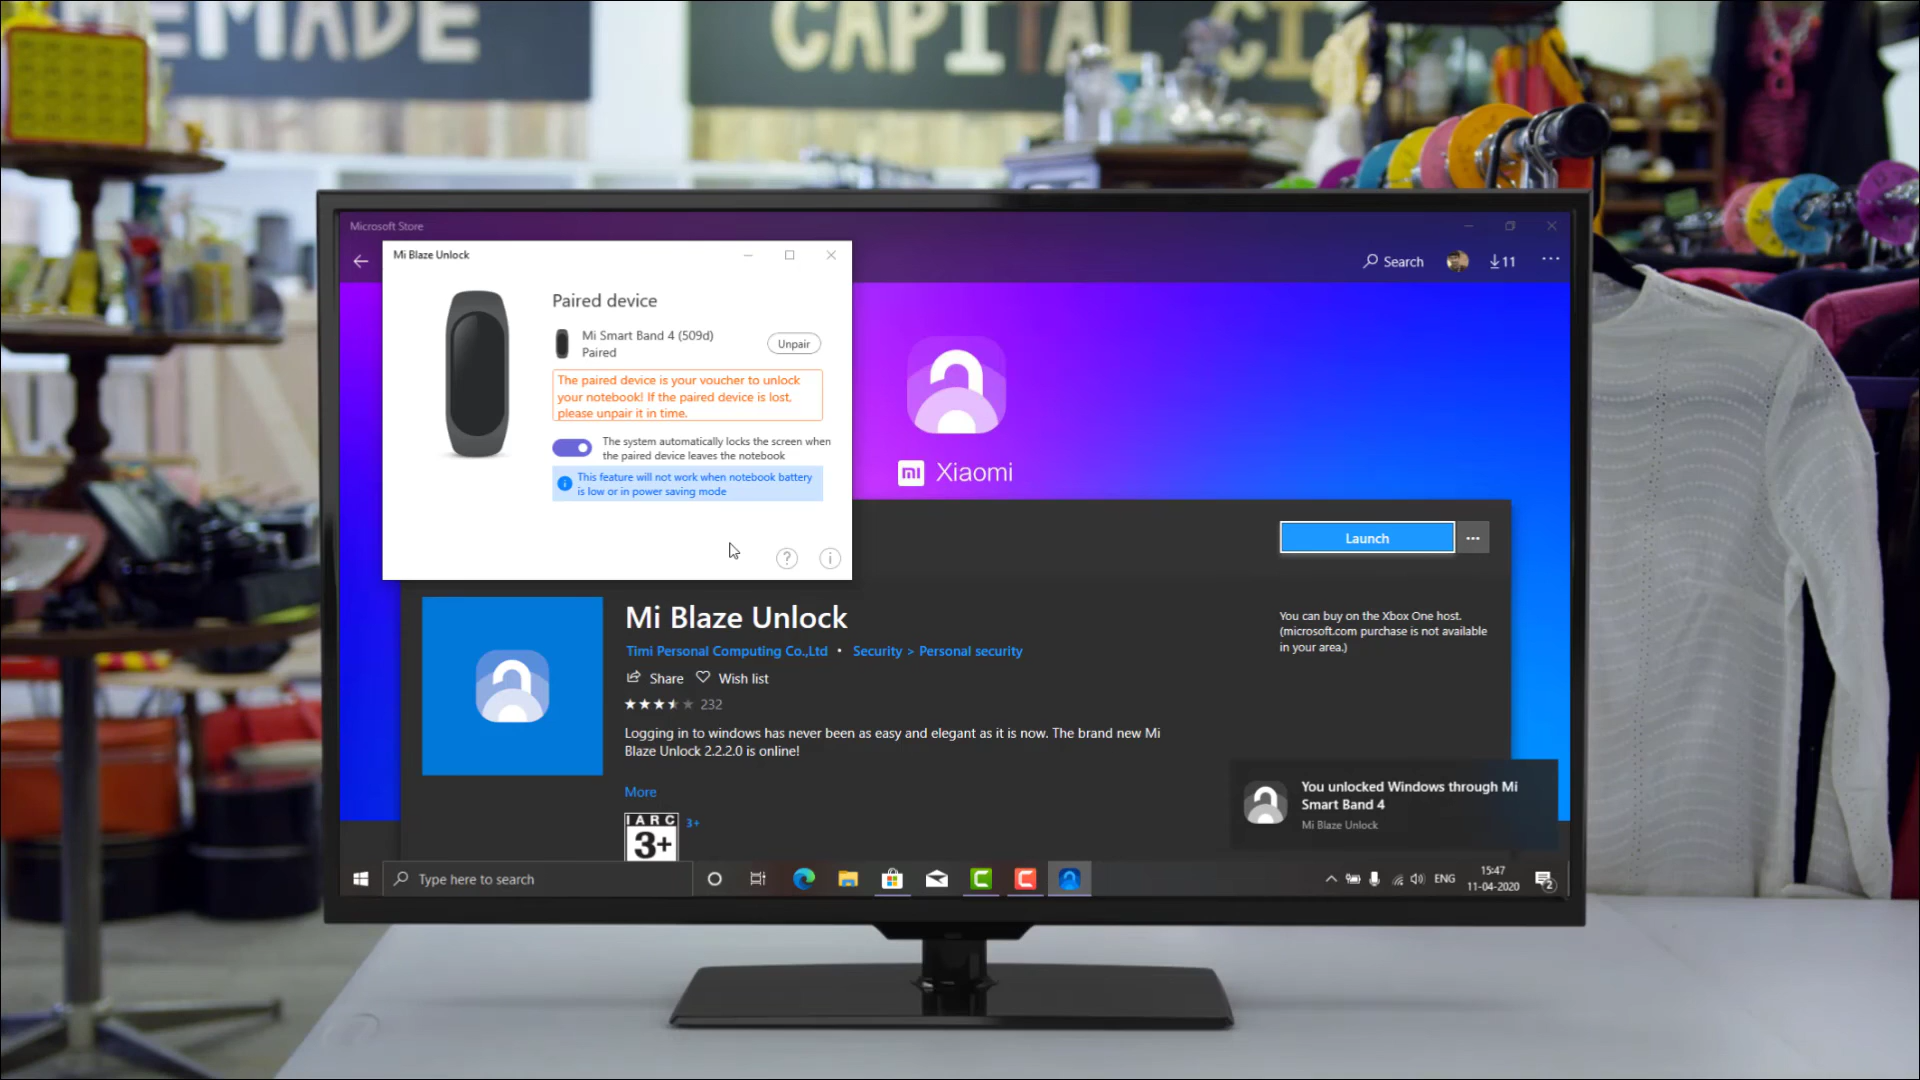 EMADE
CAPITAL CI
Microsoft Store
Search
11
Mi Blaze Unlock
Paired device
Mi Smart Band 4 (509d)
Paired
Unpair
The paired device is your voucher to unlock
your notebook! If the paired device is lost,
please unpair it in time.
The system automatically locks the screen when
the paired device leaves the notebook
This feature will not work when notebook battery
is low or in power saving mode
?
i
mi Xiaomi
Launch
Mi Blaze Unlock
Timi Personal Computing Co.,Ltd • Security > Personal security
Share Wish list
232
Logging in to windows has never been as easy and elegant as it is now. The brand new Mi
Blaze Unlock 2.2.2.0 is online!
More
IARC
3+
3+
You can buy on the Xbox One host.
(microsoft.com purchase is not available
in your area.)
You unlocked Windows through Mi
Smart Band 4
Mi Blaze Unlock
Type here to search
ENG
15:47
11-04-2020
2